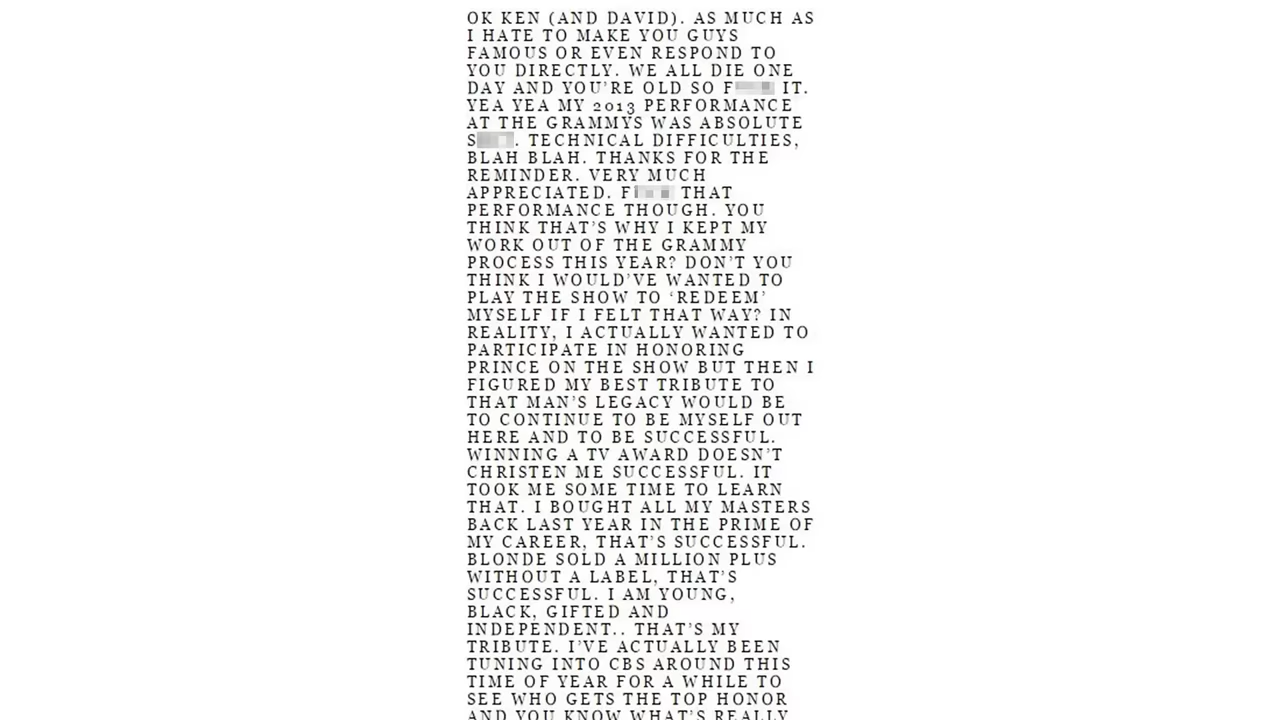 OK KEN (AND DAVID). AS MUCH AS
I HATE TO MAKE YOU GUYS
FAMOUS OR EVEN RESPOND TO
YOU DIRECTLY. WE ALL DIE ONE
DAY AND YOU’RE OLD SO F IT.
YEA YEA MY 2013 PERFORMANCE
AT THE GRAMMYS WAS ABSOLUTE
S . TECHNICAL DIFFICULTIES,
BLAH BLAH. THANKS FOR THE
REMINDER. VERY MUCH
APPRECIATED. F THAT
PERFORMANCE THOUGH. YOU
THINK THAT’S WHY I KEPT MY
WORK OUT OF THE GRAMMY
PROCESS THIS YEAR? DON’T YOU
THINK I WOULD’VE WANTED TO
PLAY THE SHOW TO ‘REDEEM’
MYSELF IF I FELT THAT WAY? IN
REALITY, I ACTUALLY WANTED TO
PARTICIPATE IN HONORING
PRINCE ON THE SHOW BUT THEN I
FIGURED MY BEST TRIBUTE TO
THAT MAN’S LEGACY WOULD BE
TO CONTINUE TO BE MYSELF OUT
HERE AND TO BE SUCCESSFUL.
WINNING A TV AWARD DOESN’T
CHRISTEN ME SUCCESSFUL. IT
TOOK ME SOME TIME TO LEARN
THAT. I BOUGHT ALL MY MASTERS
BACK LAST YEAR IN THE PRIME OF
MY CAREER, THAT’S SUCCESSFUL.
BLONDE SOLD A MILLION PLUS
WITHOUT A LABEL, THAT’S
SUCCESSFUL. I AM YOUNG,
BLACK, GIFTED AND
INDEPENDENT.. THAT’S MY
TRIBUTE. I’VE ACTUALLY BEEN
TUNING INTO CBS AROUND THIS
TIME OF YEAR FOR A WHILE TO
SEE WHO GETS THE TOP HONOR
AND YOU KNOW WHAT’S REALLY